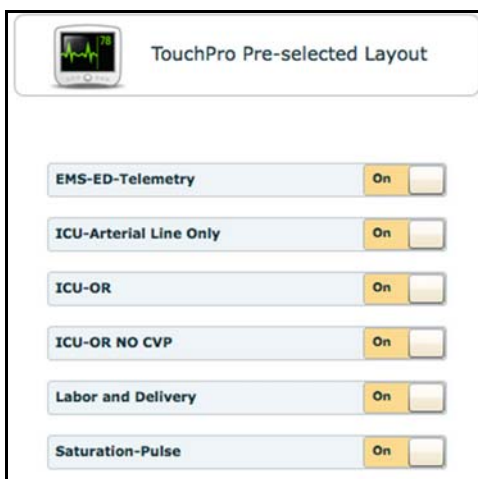 78
TouchPro Pre-selected Layout
EMS-ED-Telemetry On
ICU-Arterial Line Only On
ICU-OR On
ICU-OR NO CVP On
Labor and Delivery On
Saturation-Pulse On